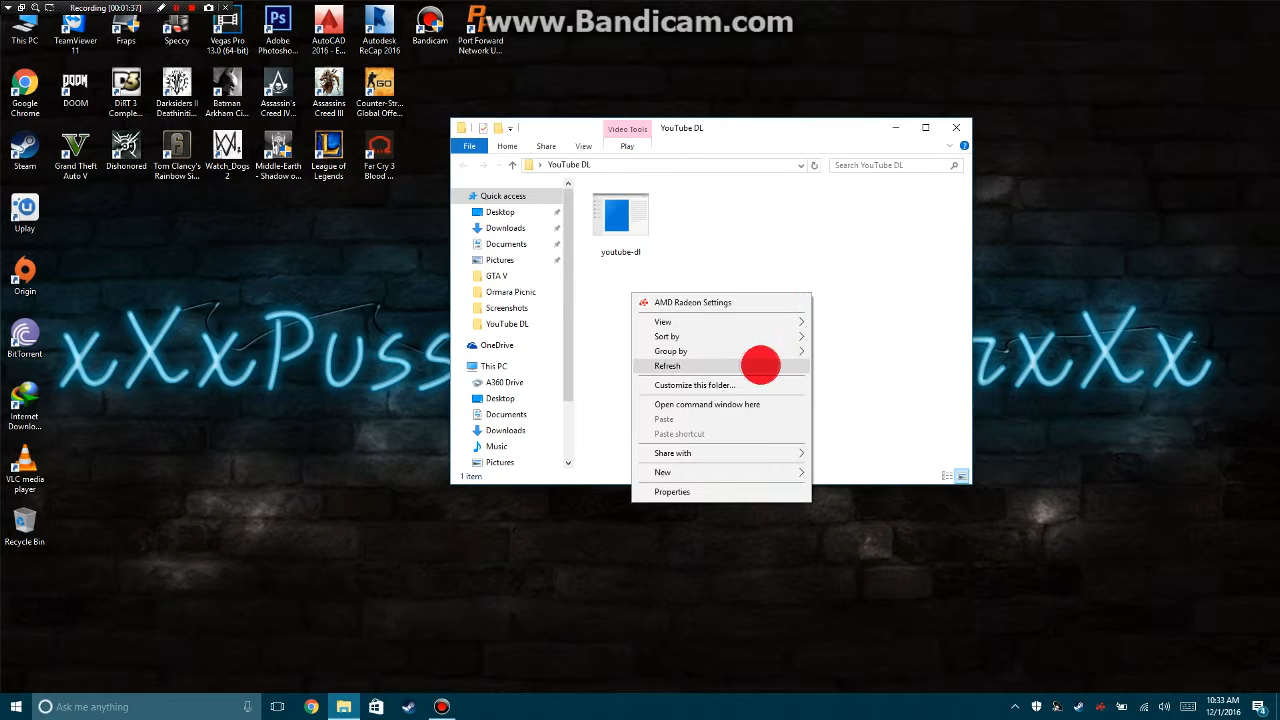 Recording [00:01:37]
www.Bandicam.com
This PC
TeamViewer 11
Fraps
Speccy
Vegas Pro 13.0 (64-bit)
Adobe Photosho...
AutoCAD 2016 - E...
Autodesk ReCap 2016
Bandicam
Port Forward Network U...
Google Chrome
DOOM
DiRT 3 Comple...
Darksiders II Deathiniti...
Batman Arkham Ci...
Assassin's Creed IV...
Assassins Creed III
Counter-Str... Global Offe...
Steam
Grand Theft Auto V
Dishonored
Tom Clancy's Rainbow Si...
Watch_Dogs 2
Middle-Earth - Shadow o...
League of Legends
Far Cry 3 Blood ...
Uplay
Origin
BitTorrent
Internet Downlo...
VLC media player
Recycle Bin
xXxPuss
rxXx
Video Tools
YouTube DL
File
Home
Share
View
Play
YouTube DL
Search YouTube DL
Quick access
Desktop
Downloads
Documents
Pictures
GTA V
Ormara Picnic
Screenshots
YouTube DL
OneDrive
This PC
A360 Drive
Desktop
Documents
Downloads
Music
Pictures
youtube-dl
1 item
AMD Radeon Settings
View
Sort by
Group by
Refresh
Customize this folder...
Open command window here
Paste
Paste shortcut
Share with
New
Properties
Ask me anything
10:33 AM
12/1/2016